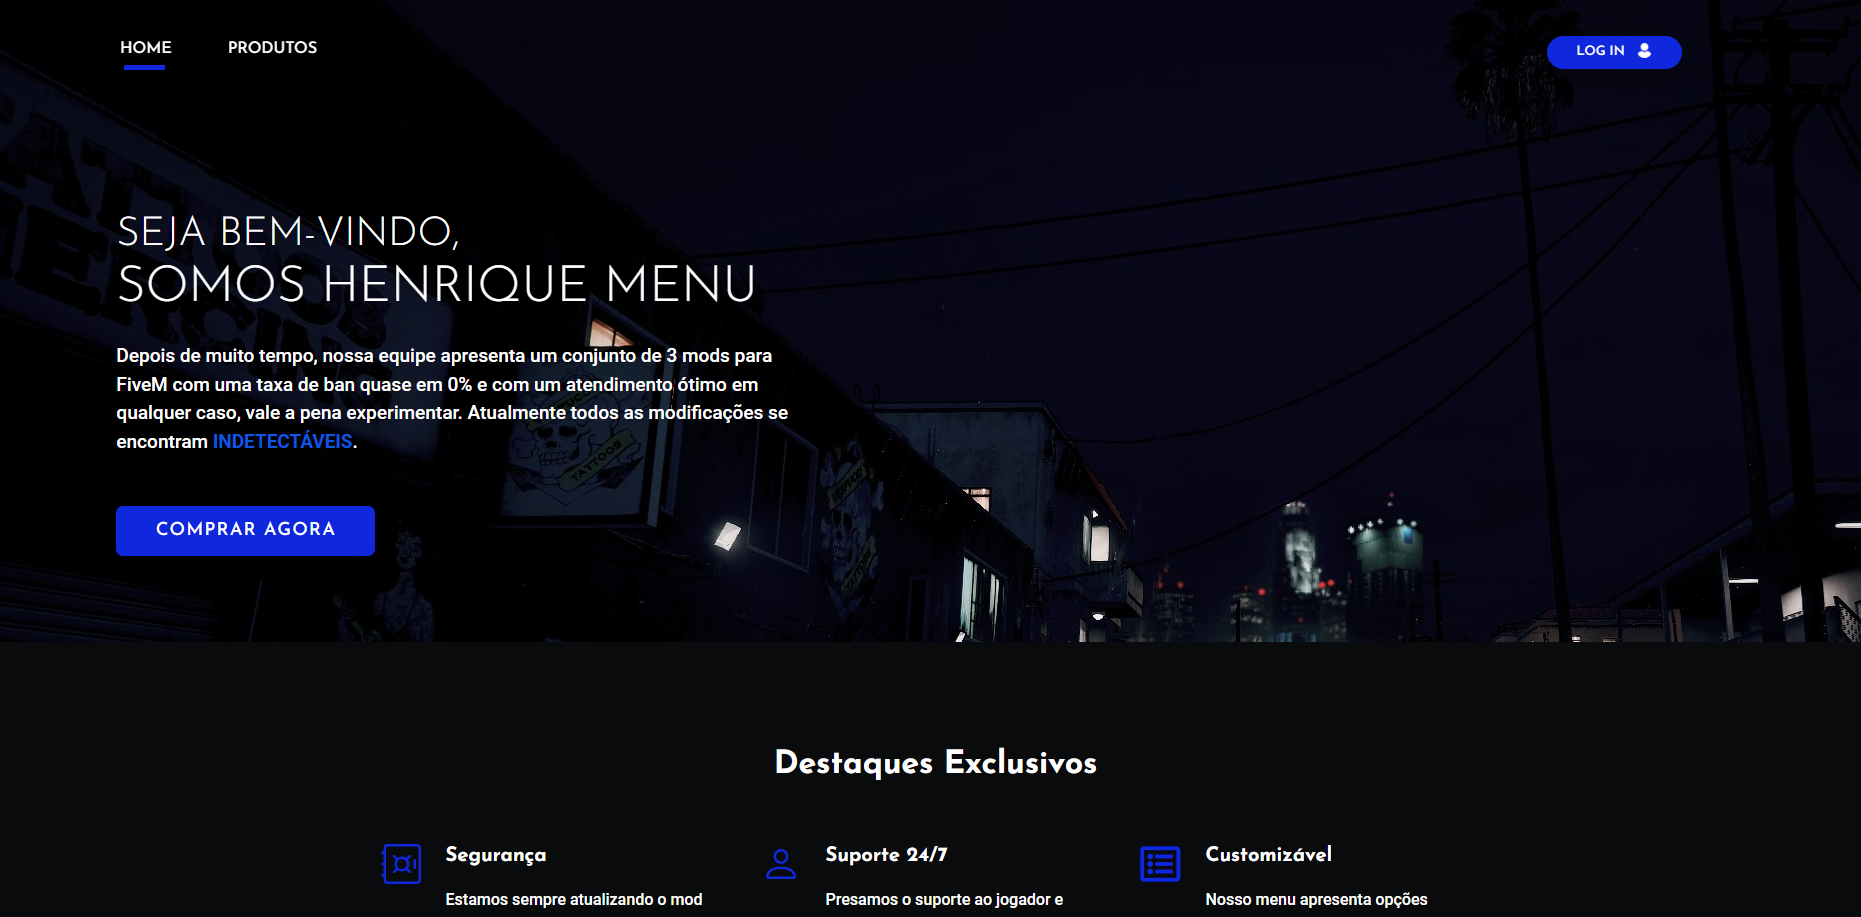 HOME
PRODUTOS
LOG IN
SEJA BEM-VINDO,
SOMOS HENRIQUE MENU
Depois de muito tempo, nossa equipe apresenta um conjunto de 3 mods para
FiveM com uma taxa de ban quase em 0% e com um atendimento ótimo em
qualquer caso, vale a pena experimentar. Atualmente todos as modificações se
encontram INDETECTÁVEIS.
TATTOOS
COMPRAR AGORA
Destaques Exclusivos
Segurança
Suporte 24/7
Customizável
Estamos sempre atualizando o mod
Presamos o suporte ao jogador e
Nosso menu apresenta opções